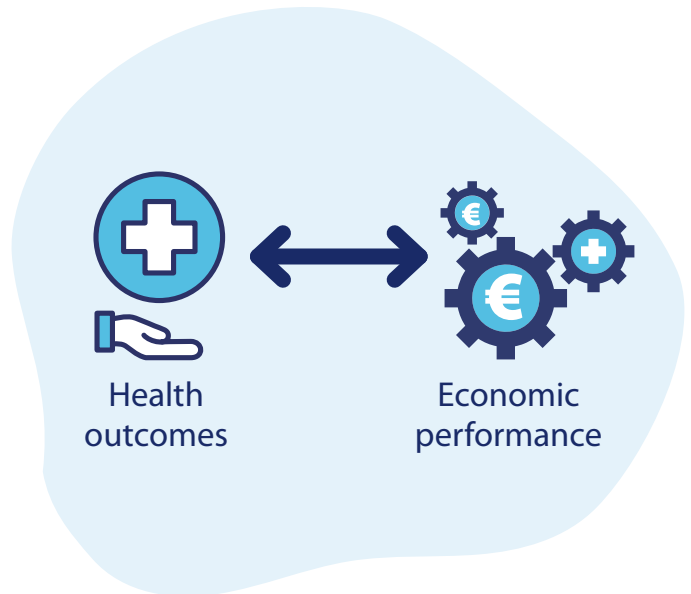 €
€
Health
outcomes
Economic
performance